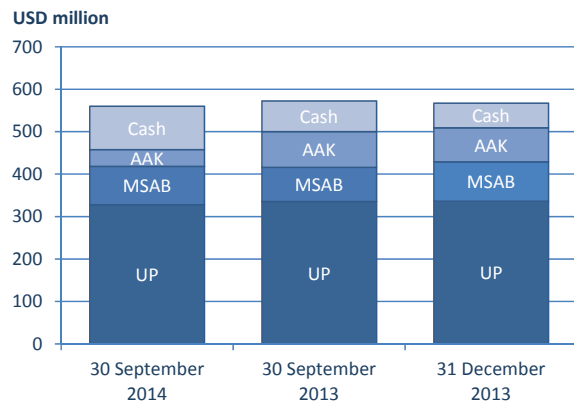 USD million
700
600
500
400
300
200
100
0
Cash
AAK
MSAB
UP
Cash
AAK
MSAB
UP
Cash
AAK
MSAB
UP
30 September
2014
30 September
2013
31 December
2013